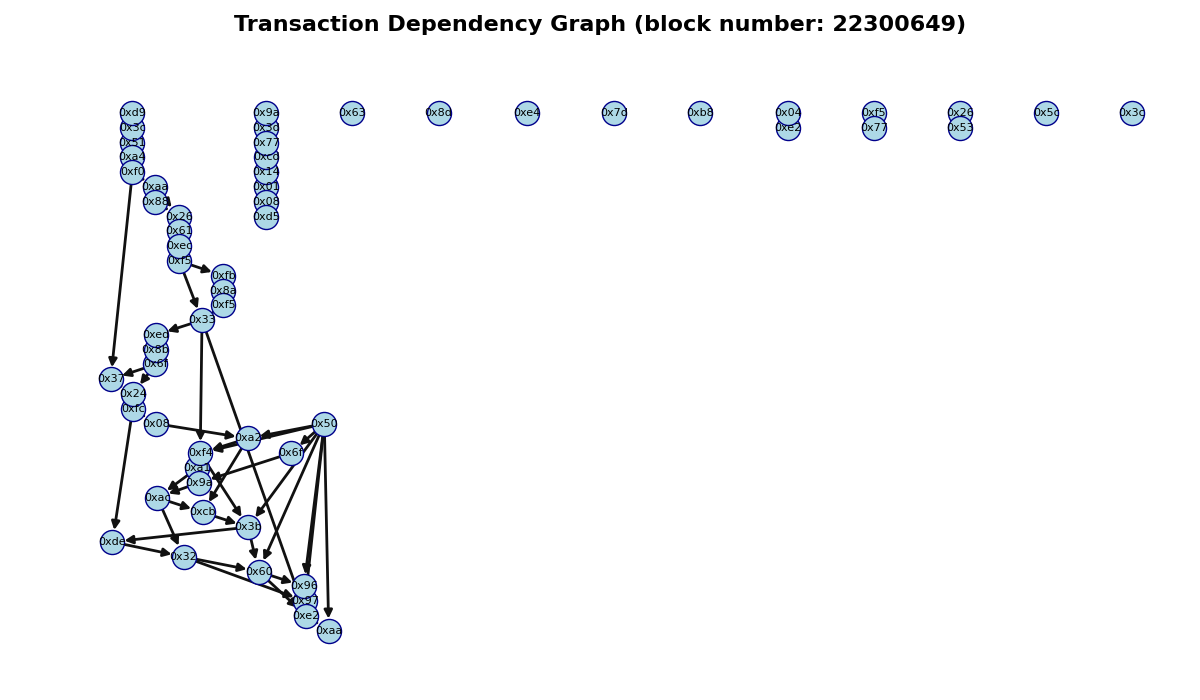 Transaction Dependency Graph (block number: 22300649)
0xd9 0x9a 0x63 0x8d 0xe4 0x7d 0xb8 0x04 0xf5 0x26 0x5c 0x3c
0x3c 0x3d 0xe2 0x77 0x53
0x51 0x77
0xa4 0xcd
0xf0 0x14
0xaa 0x01
0x88 0x08
0x26 0xd5
0x61
0xec
0xf5
0xfb
0x8a
0xf5
0x33
0xed
0x8b
0x6f
0x37
0x24
0xfc
0x08 0x50
0xa2
0xf4 0x6f
0xa1
0x9a
0xac
0xcb
0x3b
0xde
0x32
0x60
0x96
0x97
0xe2
0xaa